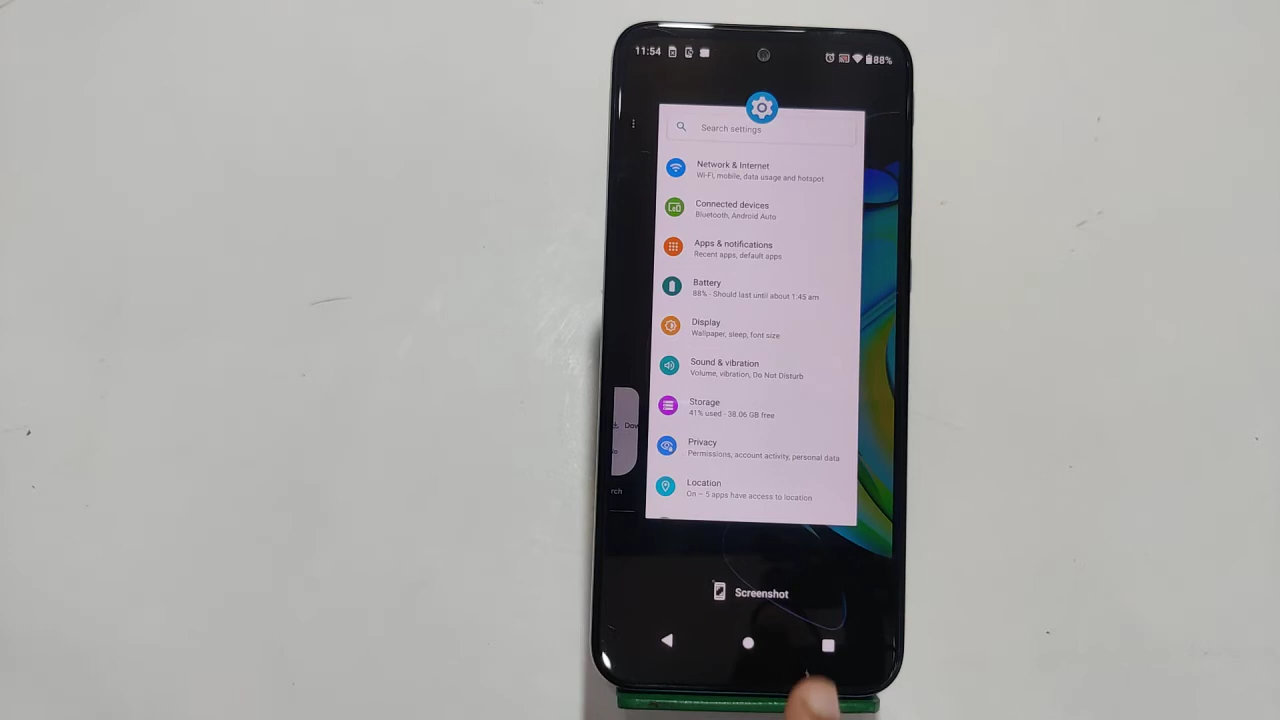 11:54
88%
Search settings
Network & Internet
Wi-Fi, mobile, data usage and hotspot
Connected devices
Bluetooth, Android Auto
Apps & notifications
Recent apps, default apps
Battery
88% - Should last until about 1:45 am
Display
Wallpaper, sleep, font size
Sound & vibration
Volume, vibration, Do Not Disturb
Storage
41% used - 38.06 GB free
Dow
Privacy
Permissions, account activity, personal data
Location
On – 5 apps have access to location
rch
Screenshot